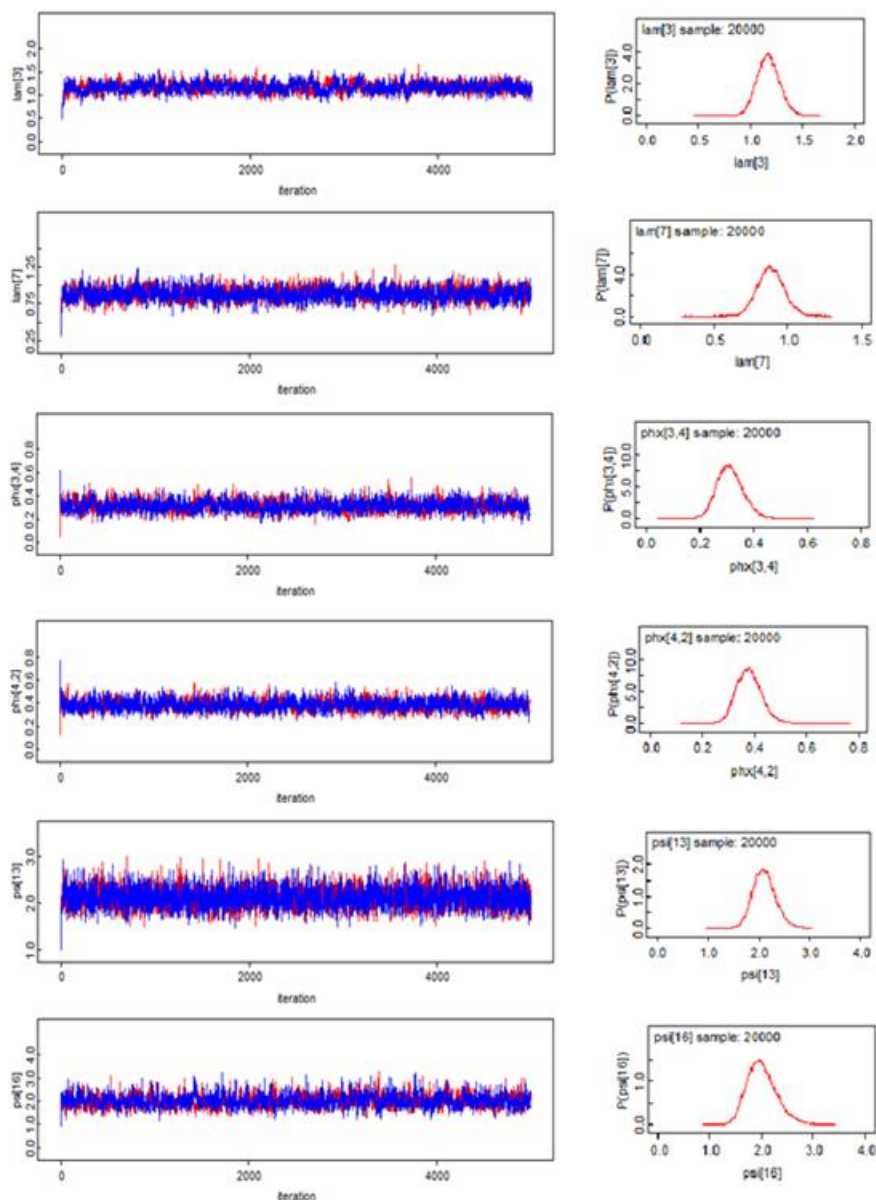 lam[3]
0.0 0.5 1.0 1.5 2.0
0 2000 4000
iteration
lam[3] sample: 20000
P(lam[3])
0.0 2.0 4.0
0.0 0.5 1.0 1.5 2.0
lam[3]
lam[7]
0.25 0.75 1.25
0 2000 4000
iteration
lam[7] sample: 20000
P(lam[7])
0.0 4.0
0.0 0.5 1.0 1.5
lam[7]
phx[3,4]
0.0 0.2 0.4 0.6 0.8
0 2000 4000
iteration
phx[3,4] sample: 20000
P(phx[3,4])
0.0 5.0 10.0
0.0 0.2 0.4 0.6 0.8
phx[3,4]
phx[4,2]
0.0 0.2 0.4 0.6 0.8
0 2000 4000
iteration
phx[4,2] sample: 20000
P(phx[4,2])
0.0 5.0 10.0
0.0 0.2 0.4 0.6 0.8
phx[4,2]
psi[13]
1.0 2.0 3.0
0 2000 4000
iteration
psi[13] sample: 20000
P(psi[13])
0.0 1.0 2.0
0.0 1.0 2.0 3.0 4.0
psi[13]
psi[16]
0.0 1.0 2.0 3.0 4.0
0 2000 4000
iteration
psi[16] sample: 20000
P(psi[16])
0.0 1.0
0.0 1.0 2.0 3.0 4.0
psi[16]